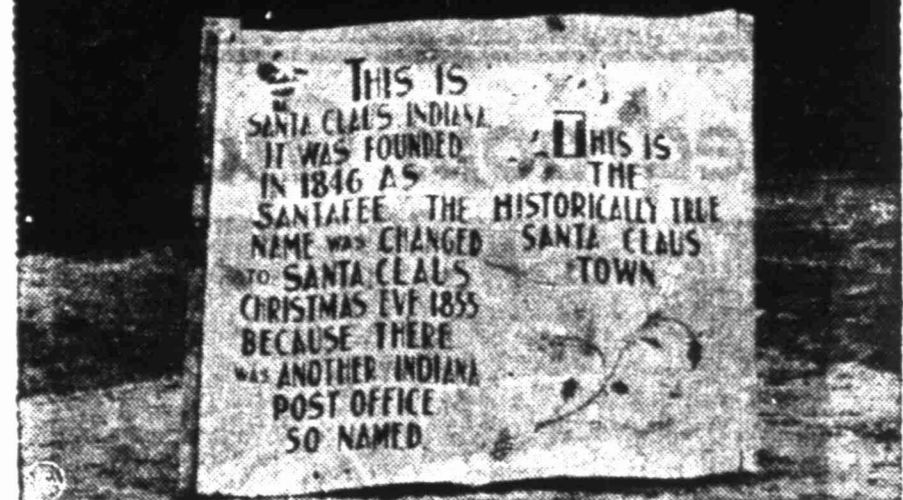 THIS IS
SANTA CLAUS INDIANA
IT WAS FOUNDED
IN 1846 AS
SANTAFEE THE
NAME WAS CHANGED
TO SANTA CLAUS
CHRISTMAS EVE 1855
BECAUSE THERE
WAS ANOTHER INDIANA
POST OFFICE
SO NAMED
THIS IS
THE
HISTORICALLY TRUE
SANTA CLAUS
TOWN